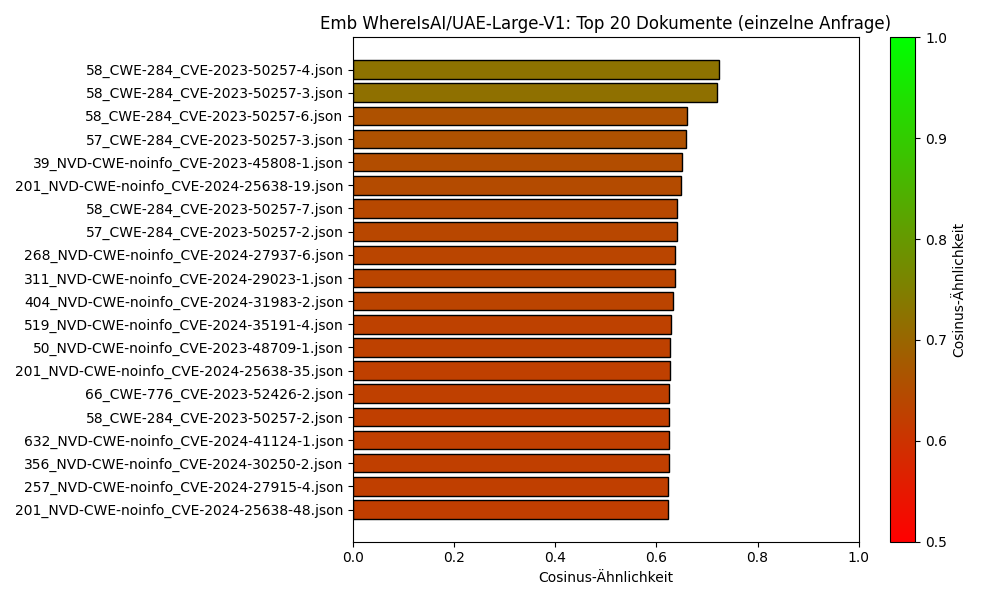 Emb WhereIsAI/UAE-Large-V1: Top 20 Dokumente (einzelne Anfrage)
58_CWE-284_CVE-2023-50257-4.json
58_CWE-284_CVE-2023-50257-3.json
58_CWE-284_CVE-2023-50257-6.json
57_CWE-284_CVE-2023-50257-3.json
39_NVD-CWE-noinfo_CVE-2023-45808-1.json
201_NVD-CWE-noinfo_CVE-2024-25638-19.json
58_CWE-284_CVE-2023-50257-7.json
57_CWE-284_CVE-2023-50257-2.json
268_NVD-CWE-noinfo_CVE-2024-27937-6.json
311_NVD-CWE-noinfo_CVE-2024-29023-1.json
404_NVD-CWE-noinfo_CVE-2024-31983-2.json
519_NVD-CWE-noinfo_CVE-2024-35191-4.json
50_NVD-CWE-noinfo_CVE-2023-48709-1.json
201_NVD-CWE-noinfo_CVE-2024-25638-35.json
66_CWE-776_CVE-2023-52426-2.json
58_CWE-284_CVE-2023-50257-2.json
632_NVD-CWE-noinfo_CVE-2024-41124-1.json
356_NVD-CWE-noinfo_CVE-2024-30250-2.json
257_NVD-CWE-noinfo_CVE-2024-27915-4.json
201_NVD-CWE-noinfo_CVE-2024-25638-48.json
0.0 0.2 0.4 0.6 0.8 1.0
Cosinus-Ähnlichkeit
1.0
0.9
0.8
0.7
0.6
0.5
Cosinus-Ähnlichkeit